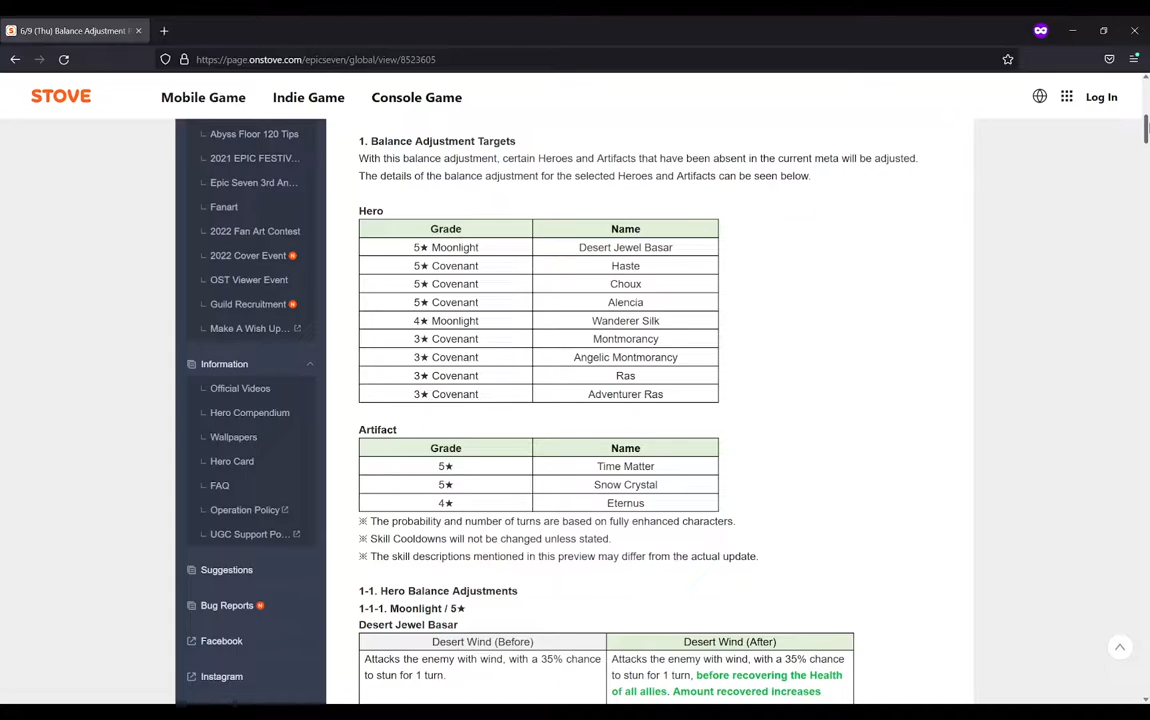 6/9 (Thu) Balance Adjustment
https://page.onstove.com/epicseven/global/view/8523605
STOVE
Mobile Game
Indie Game
Console Game
Log In
Abyss Floor 120 Tips
2021 EPIC FESTIV...
Epic Seven 3rd An...
Fanart
2022 Fan Art Contest
2022 Cover Event N
OST Viewer Event
Guild Recruitment N
Make A Wish Up...
Information
Official Videos
Hero Compendium
Wallpapers
Hero Card
FAQ
Operation Policy
UGC Support Po...
Suggestions
Bug Reports N
Facebook
Instagram
1. Balance Adjustment Targets
With this balance adjustment, certain Heroes and Artifacts that have been absent in the current meta will be adjusted.
The details of the balance adjustment for the selected Heroes and Artifacts can be seen below.
Hero
Grade Name
5★ Moonlight Desert Jewel Basar
5★ Covenant Haste
5★ Covenant Choux
5★ Covenant Alencia
4★ Moonlight Wanderer Silk
3★ Covenant Montmorancy
3★ Covenant Angelic Montmorancy
3★ Covenant Ras
3★ Covenant Adventurer Ras
Artifact
Grade Name
5★ Time Matter
5★ Snow Crystal
4★ Eternus
※ The probability and number of turns are based on fully enhanced characters.
※ Skill Cooldowns will not be changed unless stated.
※ The skill descriptions mentioned in this preview may differ from the actual update.
1-1. Hero Balance Adjustments
1-1-1. Moonlight / 5★
Desert Jewel Basar
Desert Wind (Before)
Attacks the enemy with wind, with a 35% chance
to stun for 1 turn.
Desert Wind (After)
Attacks the enemy with wind, with a 35% chance
to stun for 1 turn, before recovering the Health
of all allies. Amount recovered increases